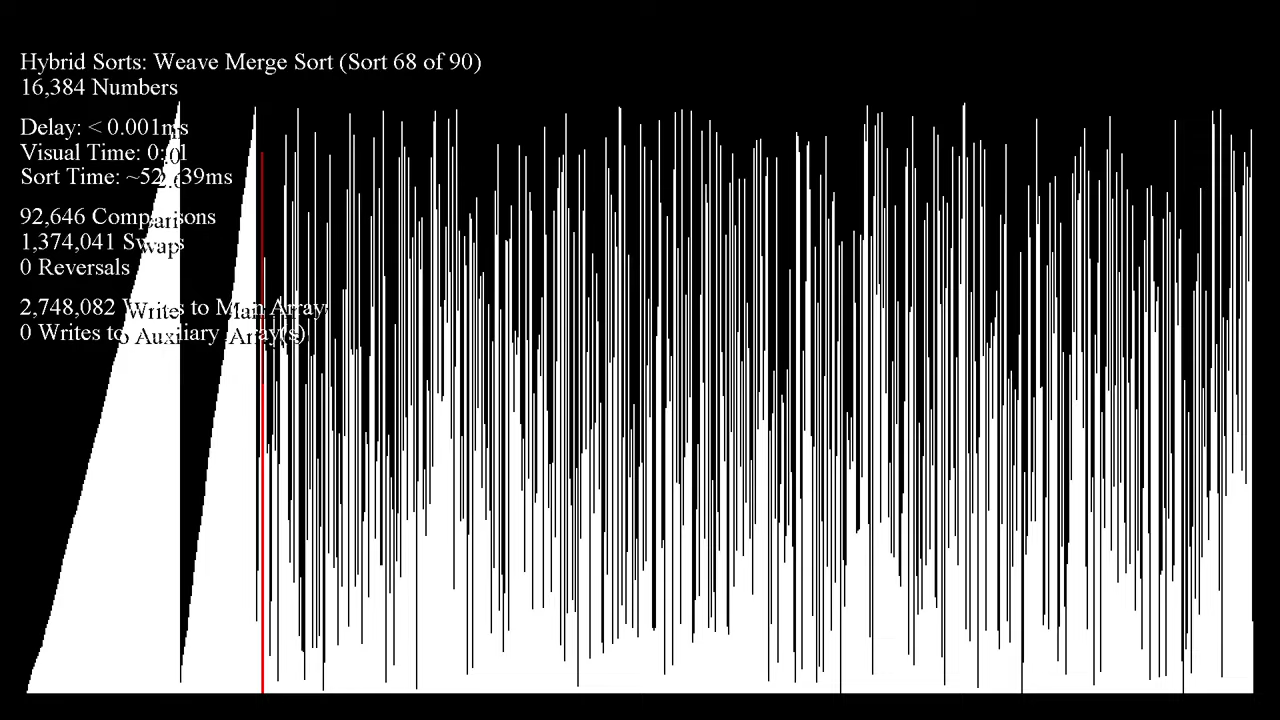 Hybrid Sorts: Weave Merge Sort (Sort 68 of 90)
16,384 Numbers
Delay: < 0.001ms
Visual Time: 0:01
Sort Time:
92,646 Comparisons
1,374,041 Swaps
0 Reversals
2,748,082 Writes to Main Array
0 Writes to Auxiliary Array(s)